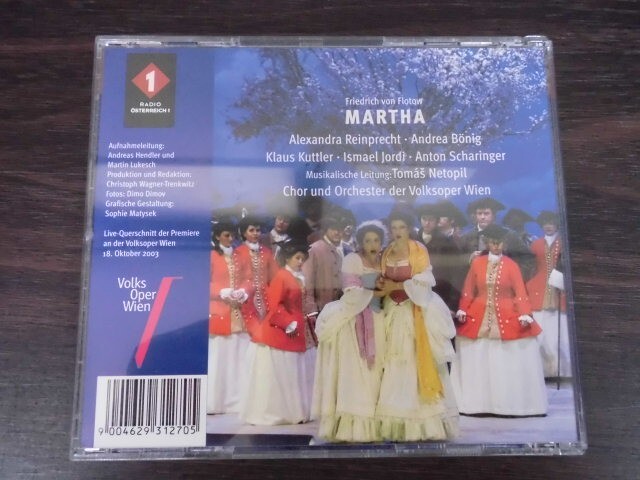 1
RADIO
ÖSTERREICH 1
Aufnahmeleitung:
Andreas Hendler und
Martin Lukesch
Produktion und Redaktion:
Christoph Wagner-Trenkwitz
Fotos: Dimo Dimov
Grafische Gestaltung:
Sophie Matysek
Live-Querschnitt der Premiere
an der Volksoper Wien
18. Oktober 2003
Volks
Oper
Wien
9 004629 312705
Friedrich von Flotow
MARTHA
Alexandra Reinprecht · Andrea Bönig
Klaus Kuttler · Ismael Jordi · Anton Scharinger
Musikalische Leitung: Tomáš Netopil
Chor und Orchester der Volksoper Wien